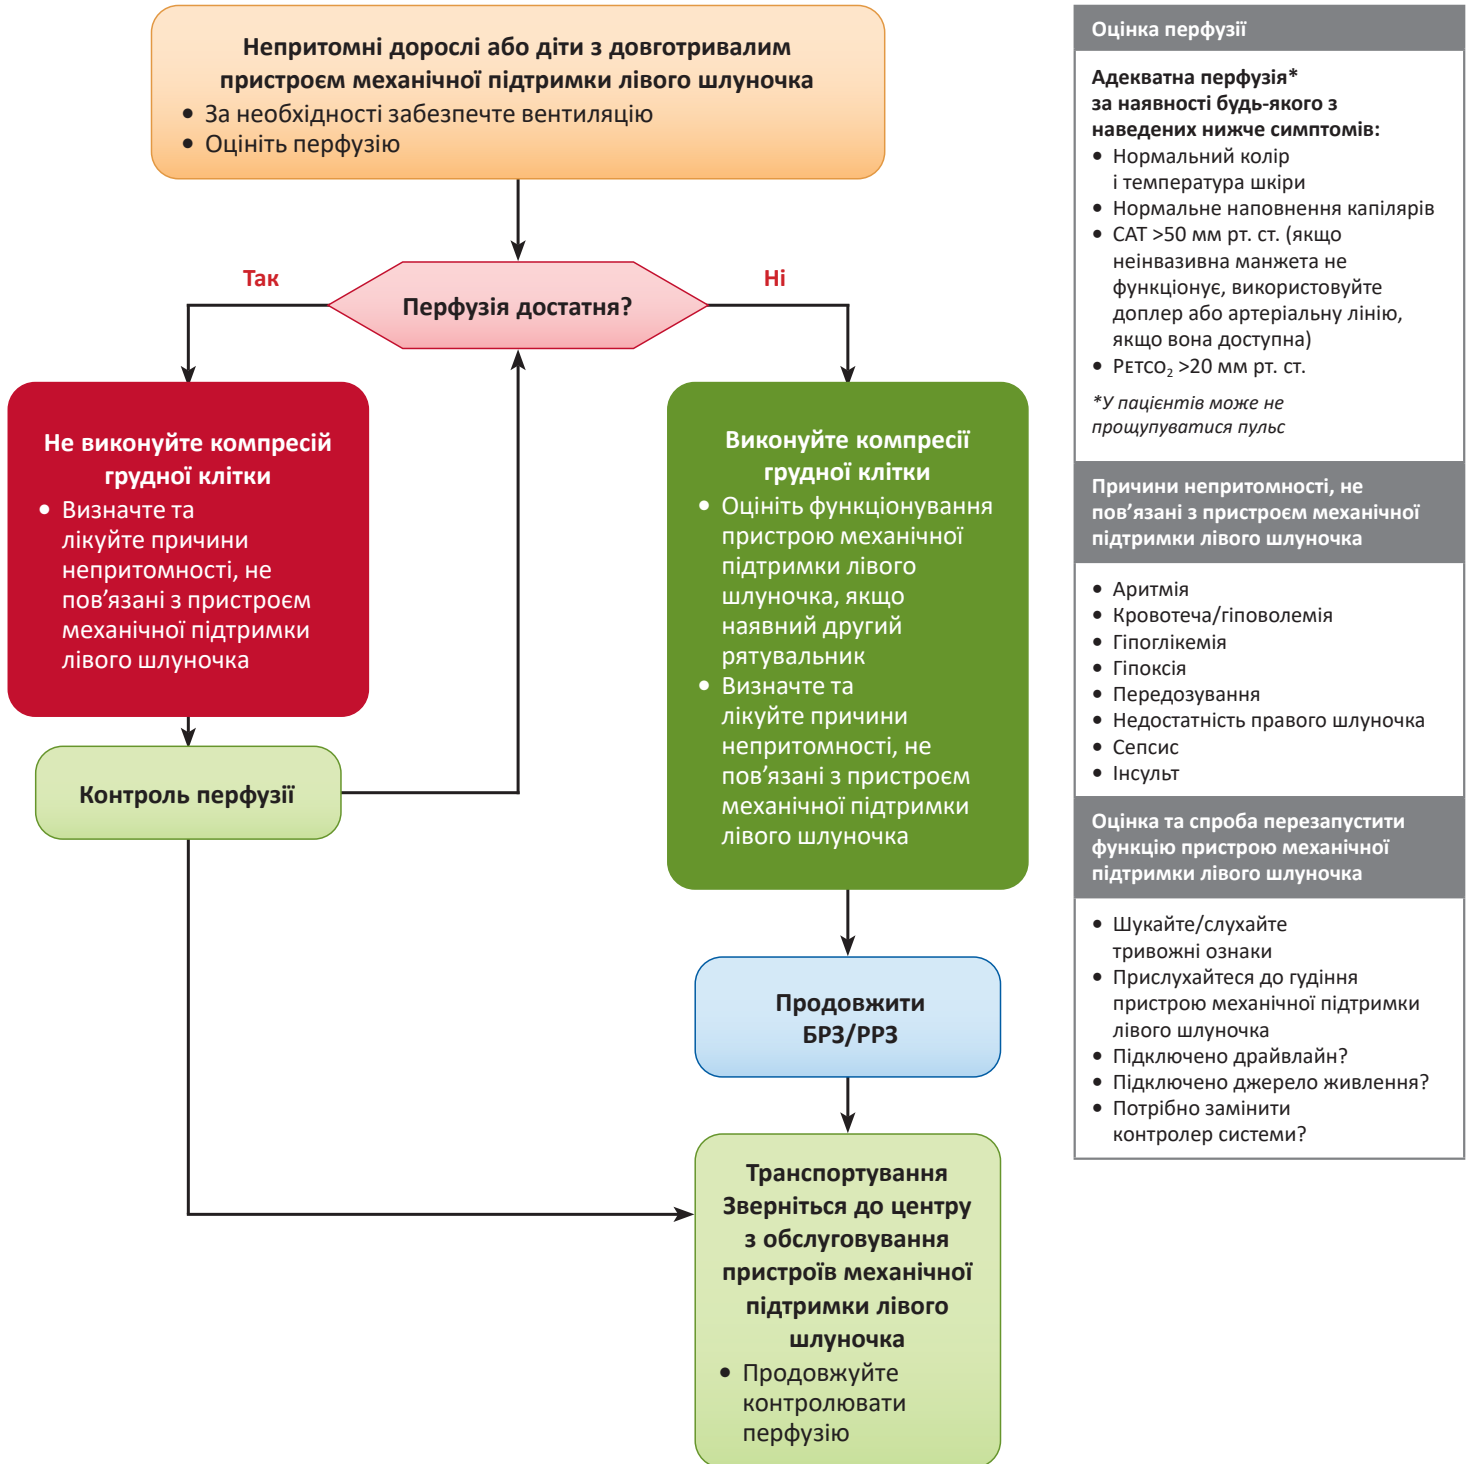 Непритомні дорослі або діти з довготривалим
пристроєм механічної підтримки лівого шлуночка
• За необхідності забезпечте вентиляцію
• Оцініть перфузію
Перфузія достатня?
Так
Ні
Не виконуйте компресій
грудної клітки
• Визначте та
лікуйте причини
непритомності, не
пов’язані з пристроєм
механічної підтримки
лівого шлуночка
Контроль перфузії
Виконуйте компресії
грудної клітки
• Оцініть функціонування
пристрою механічної
підтримки лівого
шлуночка, якщо
наявний другий
рятувальник
• Визначте та
лікуйте причини
непритомності, не
пов’язані з пристроєм
механічної підтримки
лівого шлуночка
Продовжити
БРЗ/РРЗ
Транспортування
Зверніться до центру
з обслуговування
пристроїв механічної
підтримки лівого
шлуночка
• Продовжуйте
контролювати
перфузію
Оцінка перфузії
Адекватна перфузія*
за наявності будь-якого з
наведених нижче симптомів:
• Нормальний колір
і температура шкіри
• Нормальне наповнення капілярів
• САТ >50 мм рт. ст. (якщо
неінвазивна манжета не
функціонує, використовуйте
доплер або артеріальну лінію,
якщо вона доступна)
• PETCO₂ >20 мм рт. ст.
*У пацієнтів може не
прощупуватися пульс
Причини непритомності, не
пов’язані з пристроєм механічної
підтримки лівого шлуночка
• Аритмія
• Кровотеча/гіповолемія
• Гіпоглікемія
• Гіпоксія
• Передозування
• Недостатність правого шлуночка
• Сепсис
• Інсульт
Оцінка та спроба перезапустити
функцію пристрою механічної
підтримки лівого шлуночка
• Шукайте/слухайте
тривожні ознаки
• Прислухайтеся до гудіння
пристрою механічної підтримки
лівого шлуночка
• Підключено драйвлайн?
• Підключено джерело живлення?
• Потрібно замінити
контролер системи?